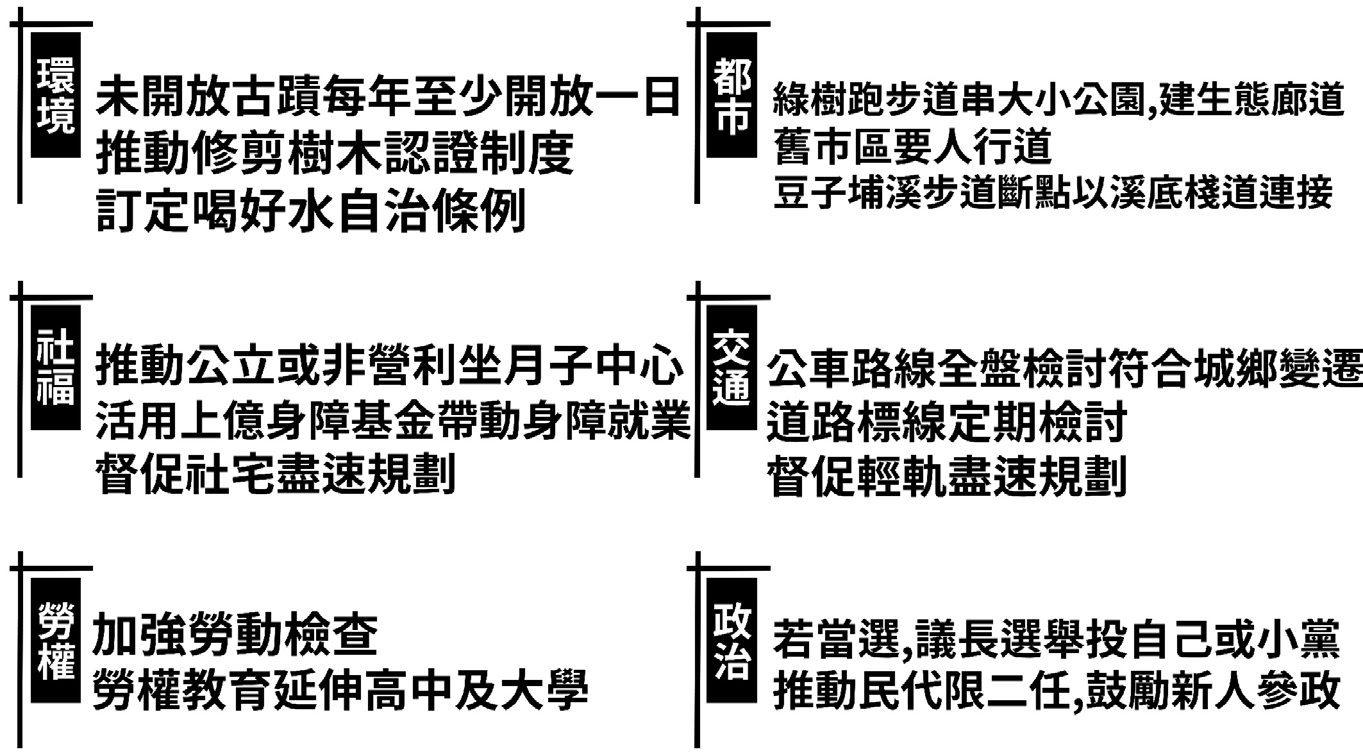 環境
未開放古蹟每年至少開放一日
推動修剪樹木認證制度
訂定喝好水自治條例
都市
綠樹跑步道串大小公園,建生態廊道
舊市區要人行道
豆子埔溪步道斷點以溪底棧道連接
社福
推動公立或非營利坐月子中心
活用上億身障基金帶動身障就業
督促社宅盡速規劃
交通
公車路線全盤檢討符合城鄉變遷
道路標線定期檢討
督促輕軌盡速規劃
勞權
加強勞動檢查
勞權教育延伸高中及大學
政治
若當選,議長選舉投自己或小黨
推動民代限二任,鼓勵新人參政